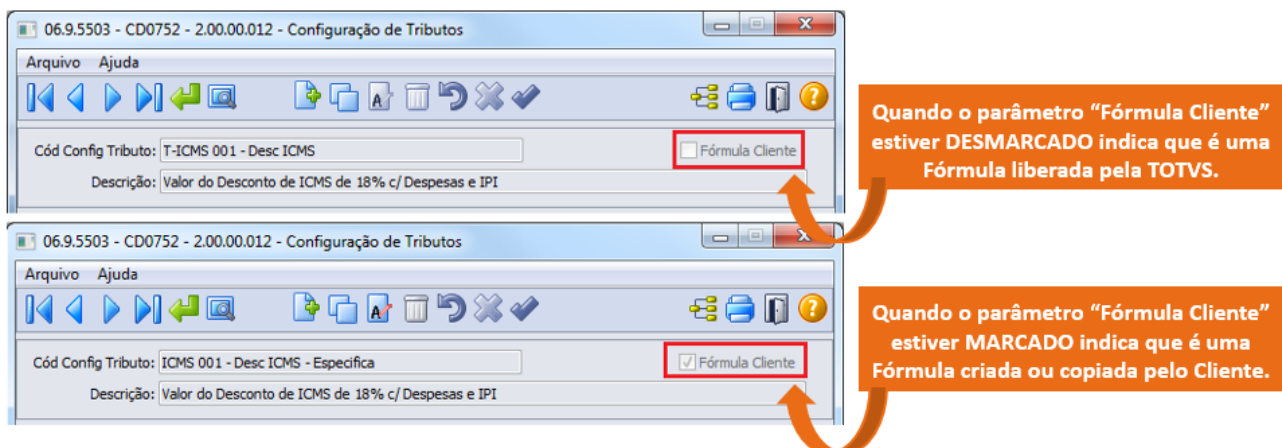 06.9.5503 - CD0752 - 2.00.00.012 - Configuração de Tributos
Arquivo Ajuda
Cód Config Tributo: T-ICMS 001 - Desc ICMS
Fórmula Cliente
Descrição: Valor do Desconto de ICMS de 18% c/ Despesas e IPI
Quando o parâmetro “Fórmula Cliente”
estiver DESMARCADO indica que é uma
Fórmula liberada pela TOTVS.
06.9.5503 - CD0752 - 2.00.00.012 - Configuração de Tributos
Arquivo Ajuda
Cód Config Tributo: ICMS 001 - Desc ICMS - Especifica
Fórmula Cliente
Descrição: Valor do Desconto de ICMS de 18% c/ Despesas e IPI
Quando o parâmetro “Fórmula Cliente”
estiver MARCADO indica que é uma
Fórmula criada ou copiada pelo Cliente.